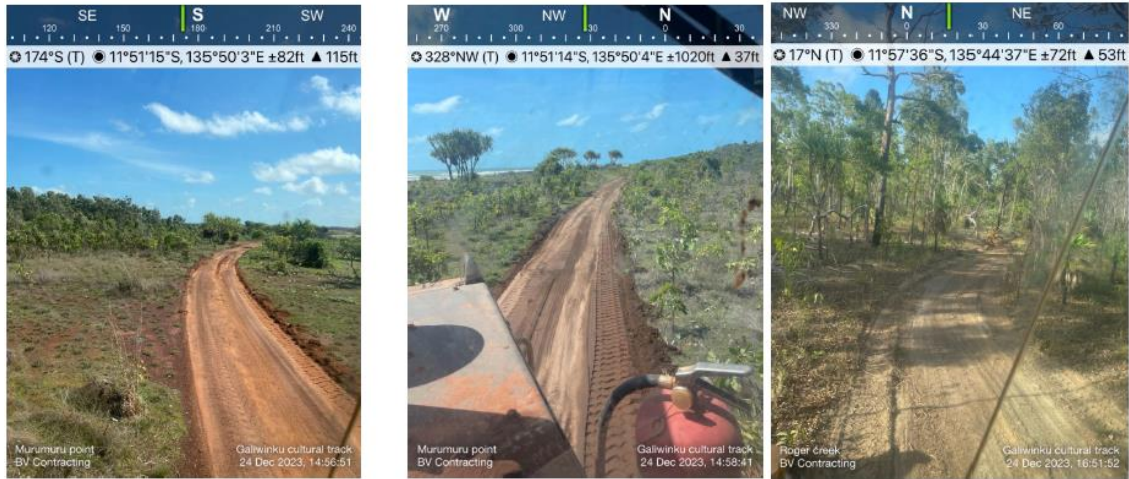 SE S SW
120 150 180 210 240
174°S (T) 11°51'15"S, 135°50'3"E ±82ft ▲ 115ft
Murumuru point
BV Contracting
Galiwinku cultural track
24 Dec 2023, 14:56:51
W NW N
270 300 330 0 30
328°NW (T) 11°51'14"S, 135°50'4"E ±1020ft ▲ 37ft
Murumuru point
BV Contracting
Galiwinku cultural track
24 Dec 2023, 14:58:41
NW N NE
330 0 30 60
17°N (T) 11°57'36"S, 135°44'37"E ±72ft ▲ 53ft
Roger creek
BV Contracting
Galiwinku cultural track
24 Dec 2023, 16:51:52